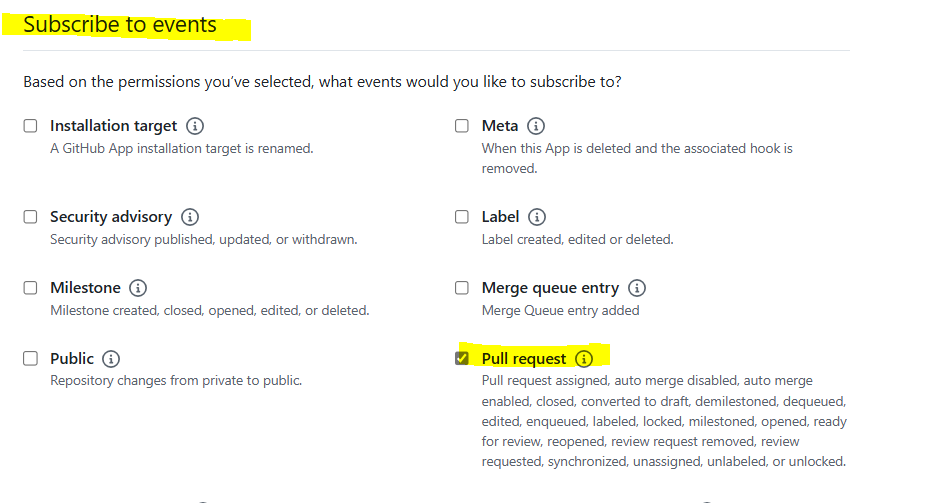 Subscribe to events
Based on the permissions you've selected, what events would you like to subscribe to?
Installation target
A GitHub App installation target is renamed.
Meta
When this App is deleted and the associated hook is
removed.
Security advisory
Security advisory published, updated, or withdrawn.
Label
Label created, edited or deleted.
Milestone
Milestone created, closed, opened, edited, or deleted.
Merge queue entry
Merge Queue entry added
Public
Repository changes from private to public.
Pull request
Pull request assigned, auto merge disabled, auto merge
enabled, closed, converted to draft, demilestoned, dequeued,
edited, enqueued, labeled, locked, milestoned, opened, ready
for review, reopened, review request removed, review
requested, synchronized, unassigned, unlabeled, or unlocked.